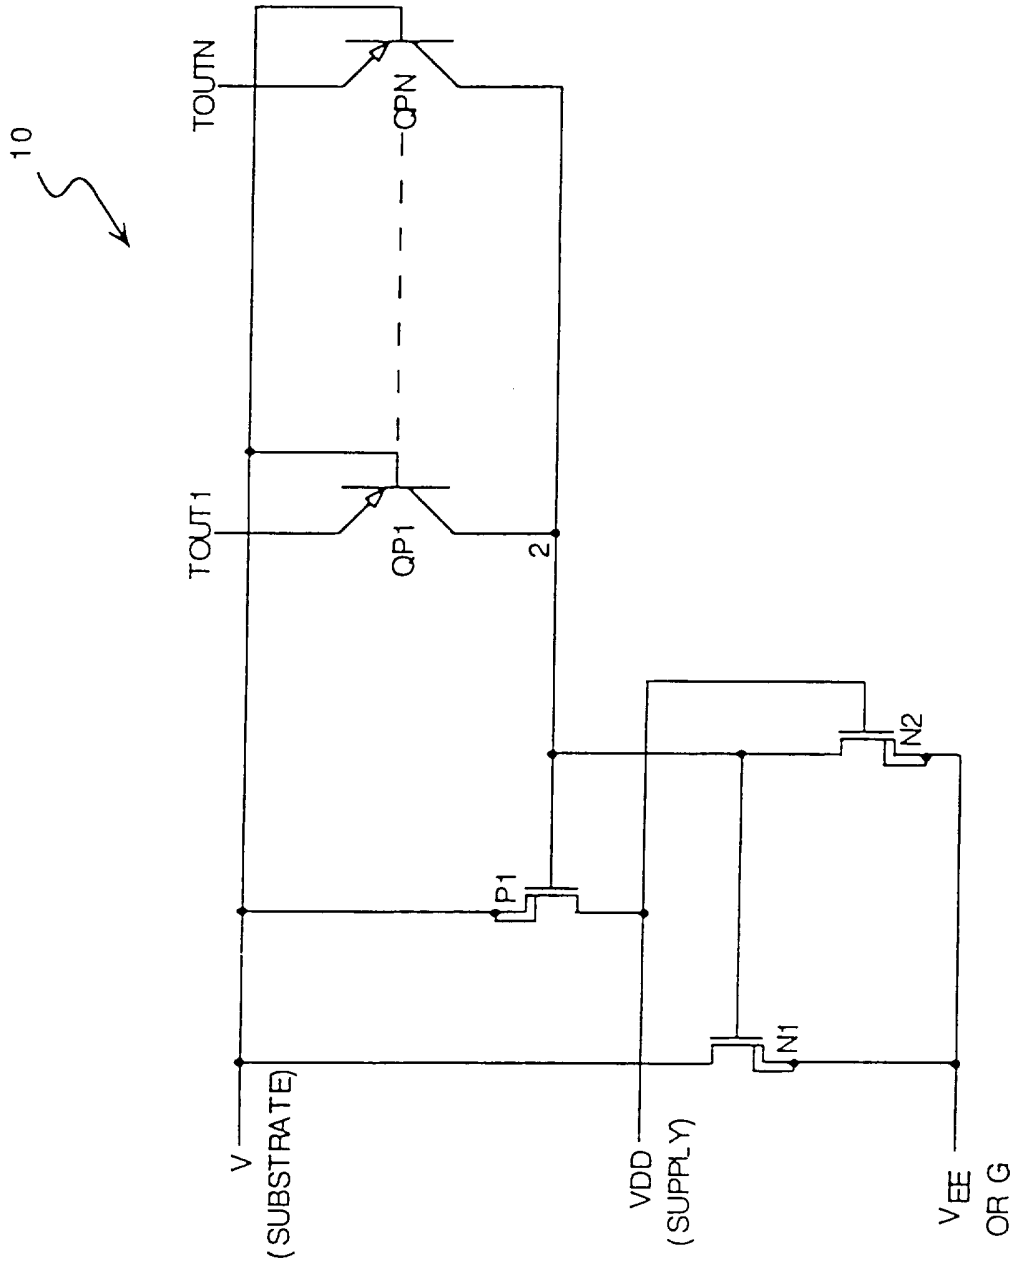 10
TOUT1
TOUTN
QP1
QPN
2
V
(SUBSTRATE)
P1
VDD
(SUPPLY)
N1
N2
VEE
OR G